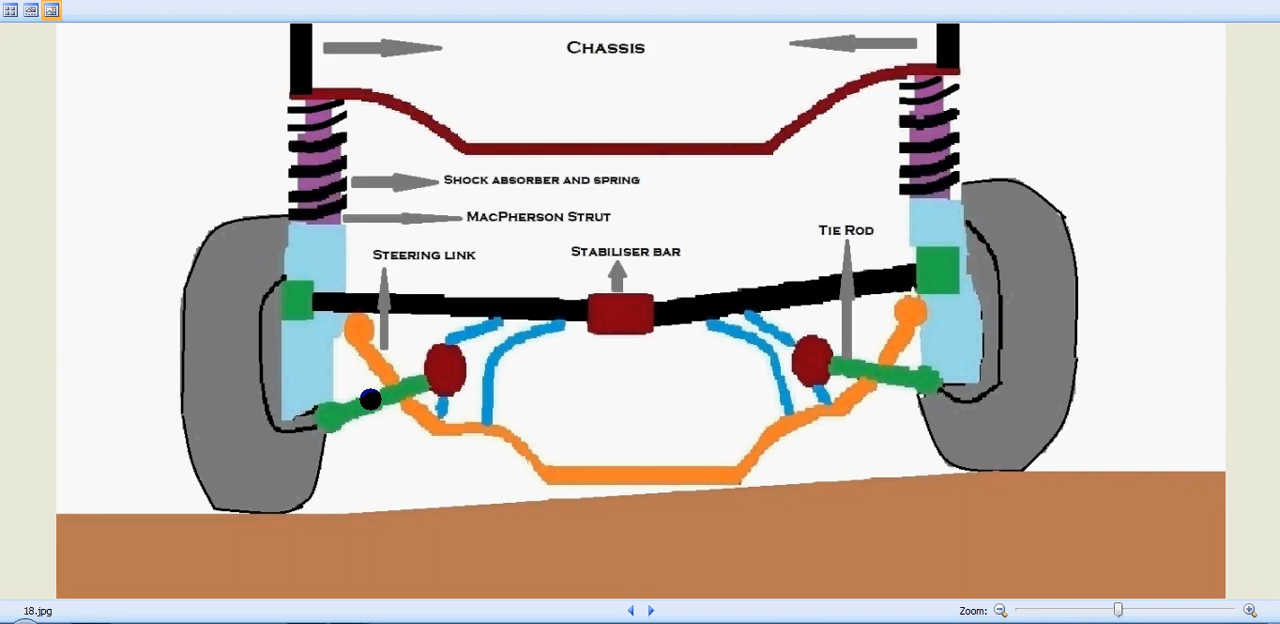 Chassis
Shock absorber and spring
MacPherson Strut
Tie Rod
Steering link
Stabiliser bar
18.jpg
Zoom: